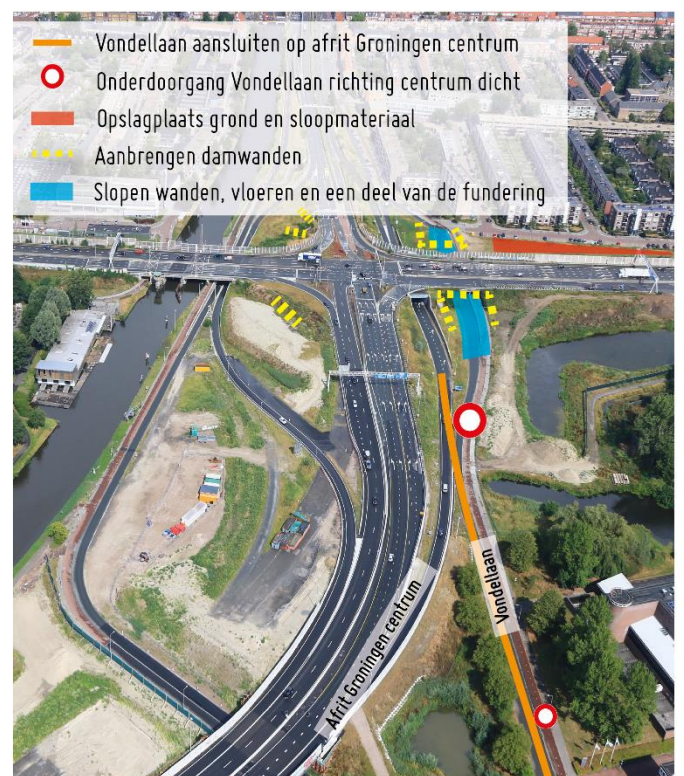 Vondellaan aansluiten op afrit Groningen centrum
Onderdoorgang Vondellaan richting centrum dicht
Opslagplaats grond en sloopmateriaal
Aanbrengen damwanden
Slopen wanden, vloeren en een deel van de fundering
Vondellaan
Afrit Groningen centrum